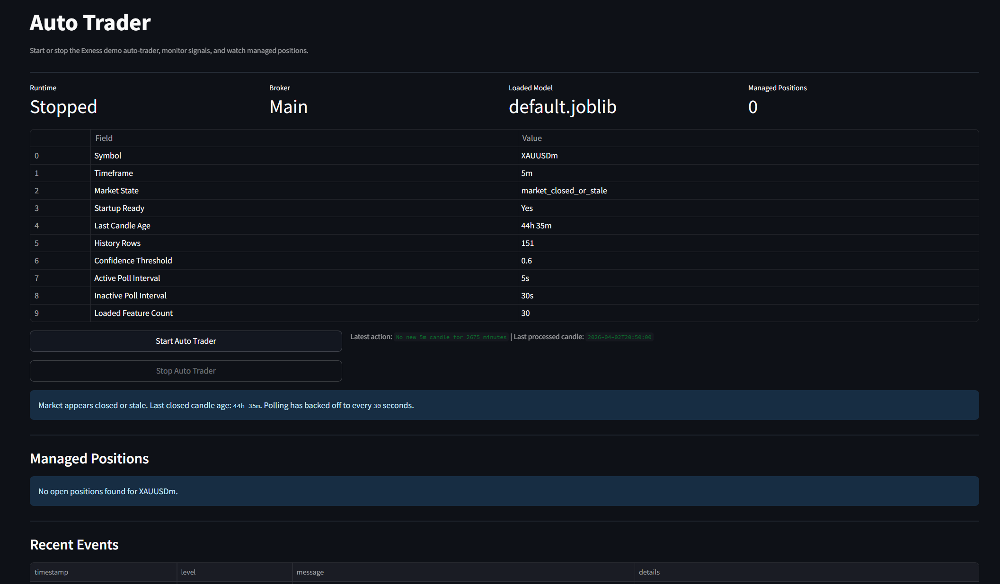 Auto Trader
Start or stop the Exness demo auto-trader, monitor signals, and watch managed positions.
Runtime Broker Loaded Model Managed Positions
Stopped Main default.joblib 0
Field Value
0 Symbol XAUUSDm
1 Timeframe 5m
2 Market State market_closed_or_stale
3 Startup Ready Yes
4 Last Candle Age 44h 35m
5 History Rows 151
6 Confidence Threshold 0.6
7 Active Poll Interval 5s
8 Inactive Poll Interval 30s
9 Loaded Feature Count 30
Start Auto Trader
Latest action: No new 5m candle for 2675 minutes | Last processed candle: 2026-04-02T20:50:00
Stop Auto Trader
Market appears closed or stale. Last closed candle age: 44h 35m. Polling has backed off to every 30 seconds.
Managed Positions
No open positions found for XAUUSDm.
Recent Events
timestamp level message details